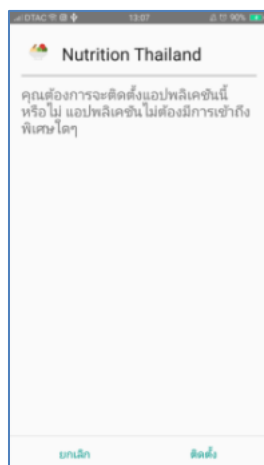 DTAC 13:07 90%
Nutrition Thailand
คุณต้องการจะติดตั้งแอปพลิเคชันนี้
หรือไม่ แอปพลิเคชันไม่ต้องมีการเข้าถึง
พิเศษใดๆ
ยกเลิก ติดตั้ง